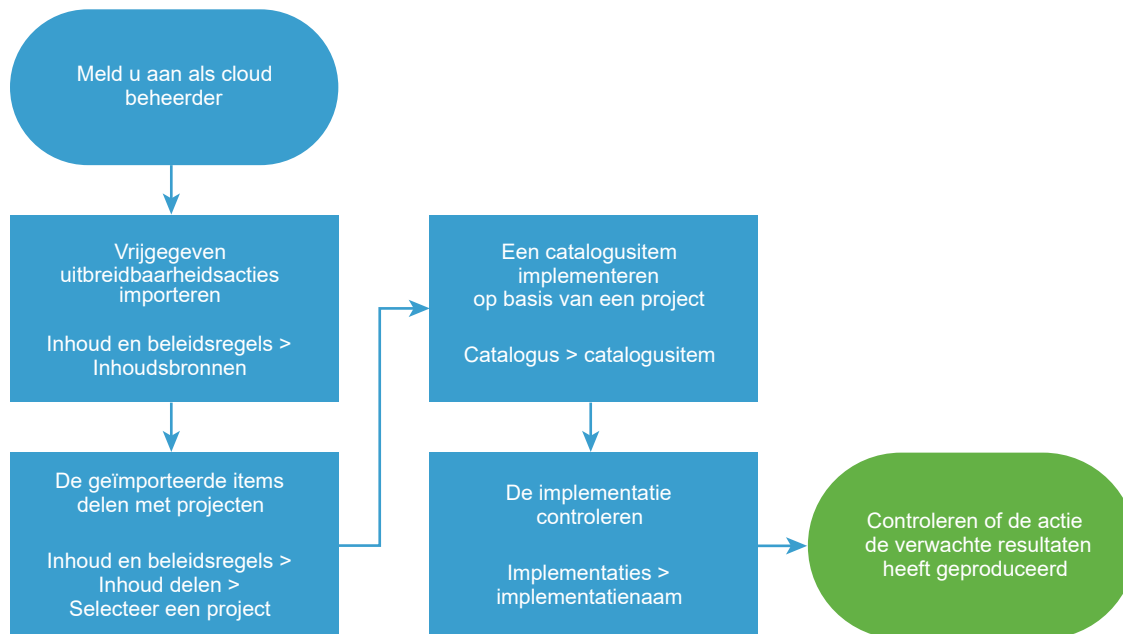 Meld u aan als cloud
beheerder
Vrijgegeven
uitbreidbaarheidsacties
importeren
Inhoud en beleidsregels >
Inhoudsbronnen
De geïmporteerde items
delen met projecten
Inhoud en beleidsregels >
Inhoud delen >
Selecteer een project
Een catalogusitem
implementeren
op basis van een project
Catalogus > catalogusitem
De implementatie
controleren
Implementaties >
implementatienaam
Controleren of de actie
de verwachte resultaten
heeft geproduceerd